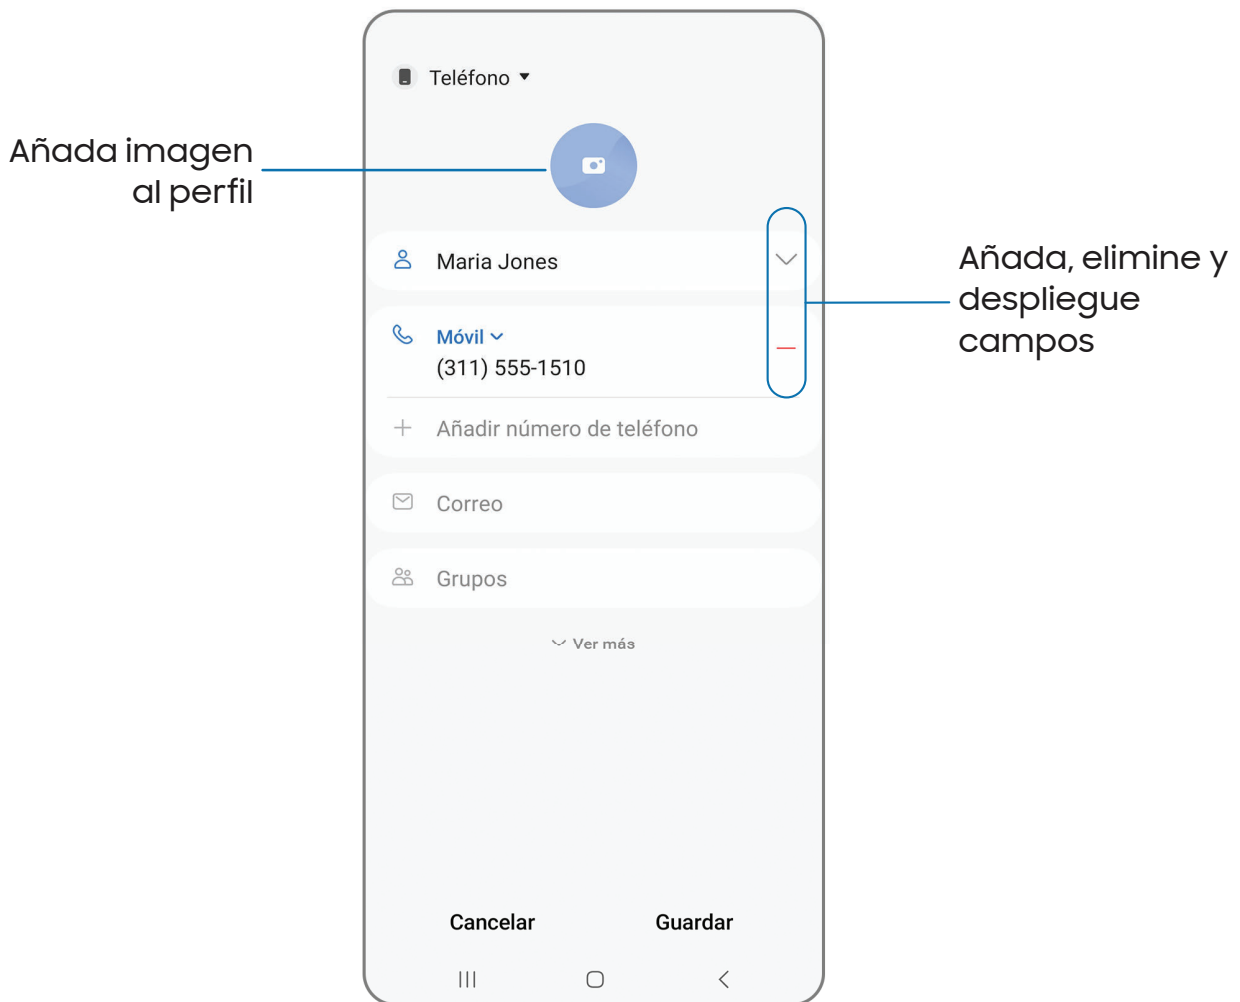 Teléfono
Añada imagen
al perfil
Maria Jones
Añada, elimine y
despliegue
campos
Móvil
(311) 555-1510
Añadir número de teléfono
Correo
Grupos
Ver más
Cancelar
Guardar